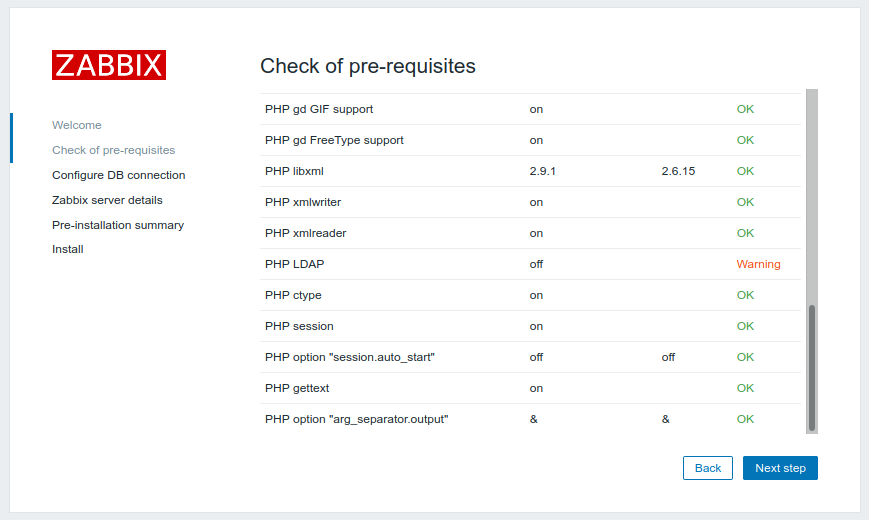 ZABBIX
Check of pre-requisites
Welcome
Check of pre-requisites
Configure DB connection
Zabbix server details
Pre-installation summary
Install
PHP gd GIF support on OK
PHP gd FreeType support on OK
PHP libxml 2.9.1 2.6.15 OK
PHP xmlwriter on OK
PHP xmlreader on OK
PHP LDAP off Warning
PHP ctype on OK
PHP session on OK
PHP option "session.auto_start" off off OK
PHP gettext on OK
PHP option "arg_separator.output" & & OK
Back Next step